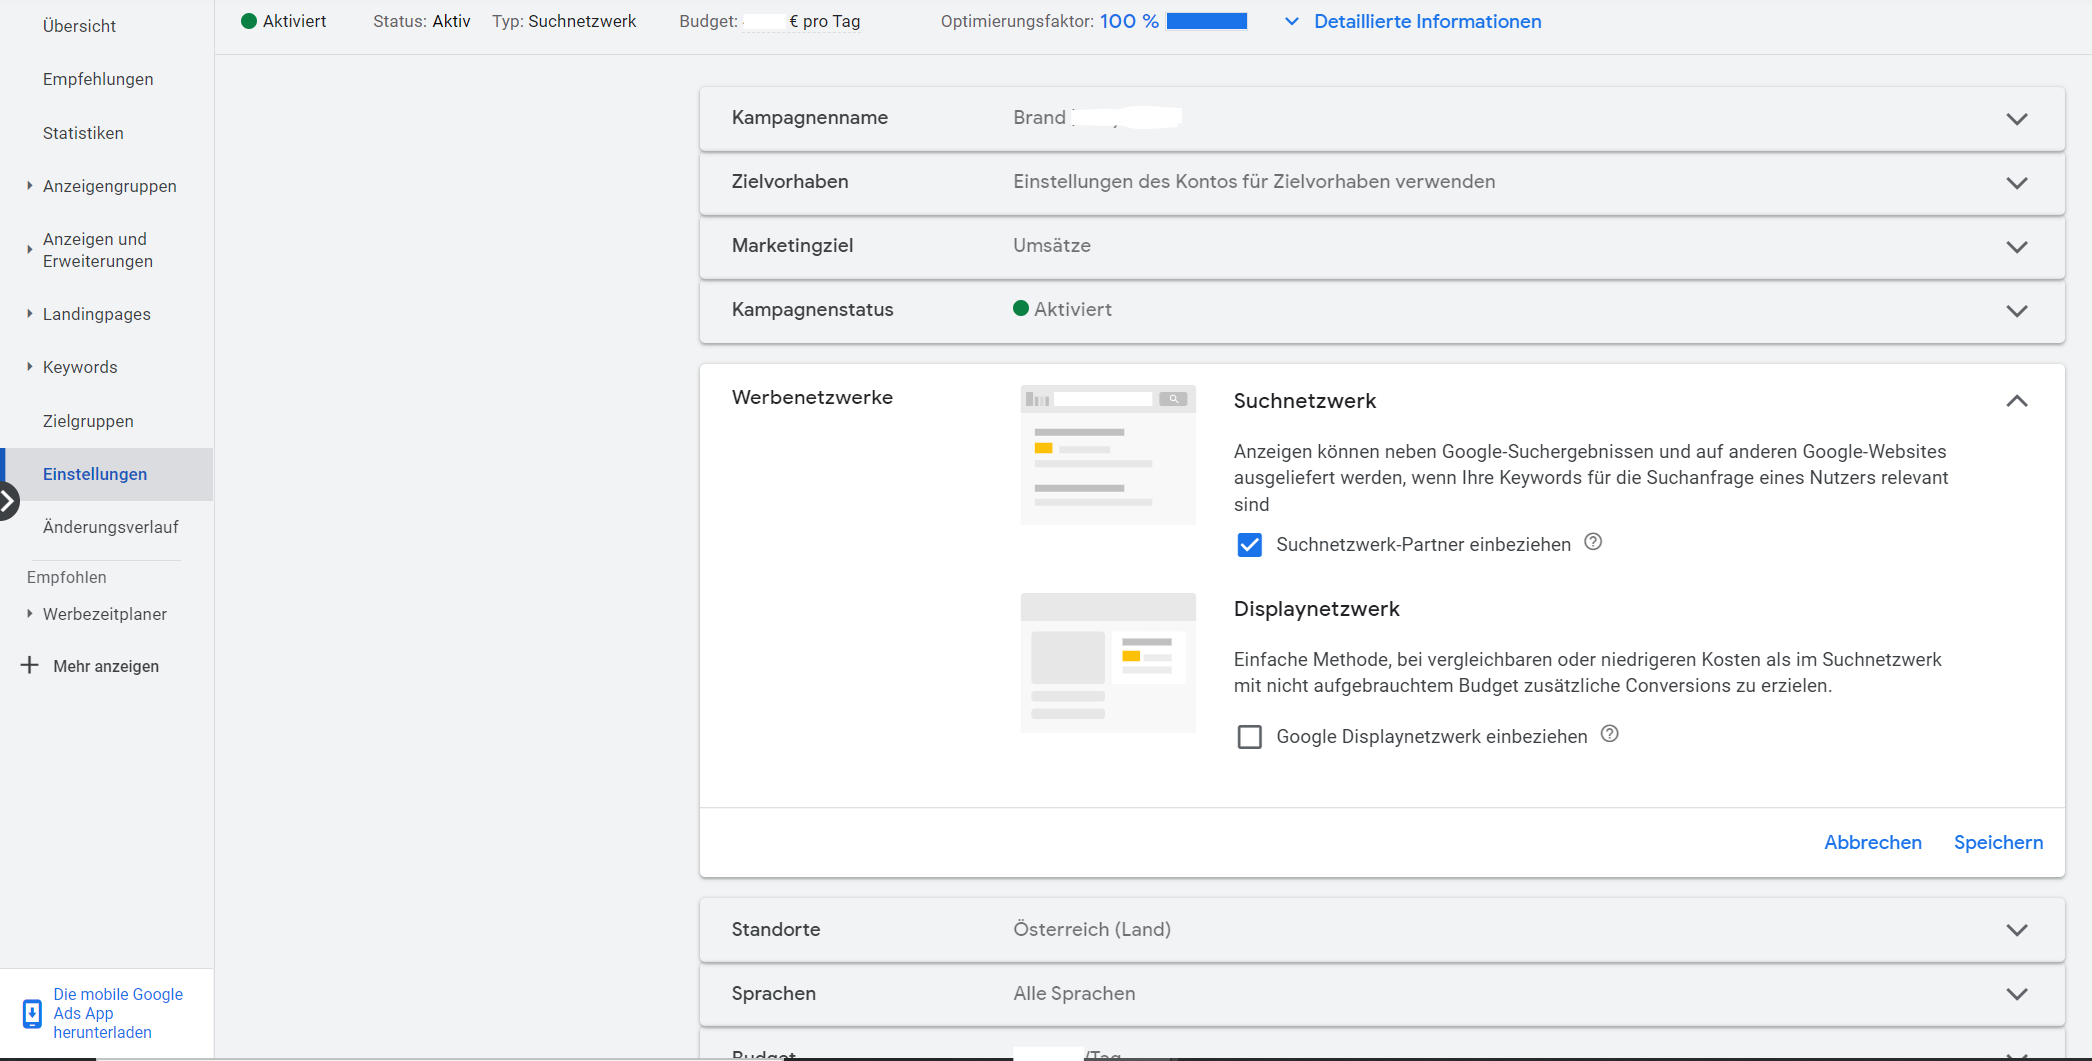 Übersicht
Empfehlungen
Statistiken
Anzeigengruppen
Anzeigen und
Erweiterungen
Landingpages
Keywords
Zielgruppen
Einstellungen
Änderungsverlauf
Empfohlen
Werbezeitplaner
Mehr anzeigen
Die mobile Google
Ads App
herunterladen
Aktiviert Status: Aktiv Typ: Suchnetzwerk Budget: € pro Tag Optimierungsfaktor: 100 % Detaillierte Informationen
Kampagnenname Brand
Zielvorhaben Einstellungen des Kontos für Zielvorhaben verwenden
Marketingziel Umsätze
Kampagnenstatus Aktiviert
Werbenetzwerke
Suchnetzwerk
Anzeigen können neben Google-Suchergebnissen und auf anderen Google-Websites
ausgeliefert werden, wenn Ihre Keywords für die Suchanfrage eines Nutzers relevant
sind
Suchnetzwerk-Partner einbeziehen
Displaynetzwerk
Einfache Methode, bei vergleichbaren oder niedrigeren Kosten als im Suchnetzwerk
mit nicht aufgebrauchtem Budget zusätzliche Conversions zu erzielen.
Google Displaynetzwerk einbeziehen
Abbrechen Speichern
Standorte Österreich (Land)
Sprachen Alle Sprachen
Budget /Tag